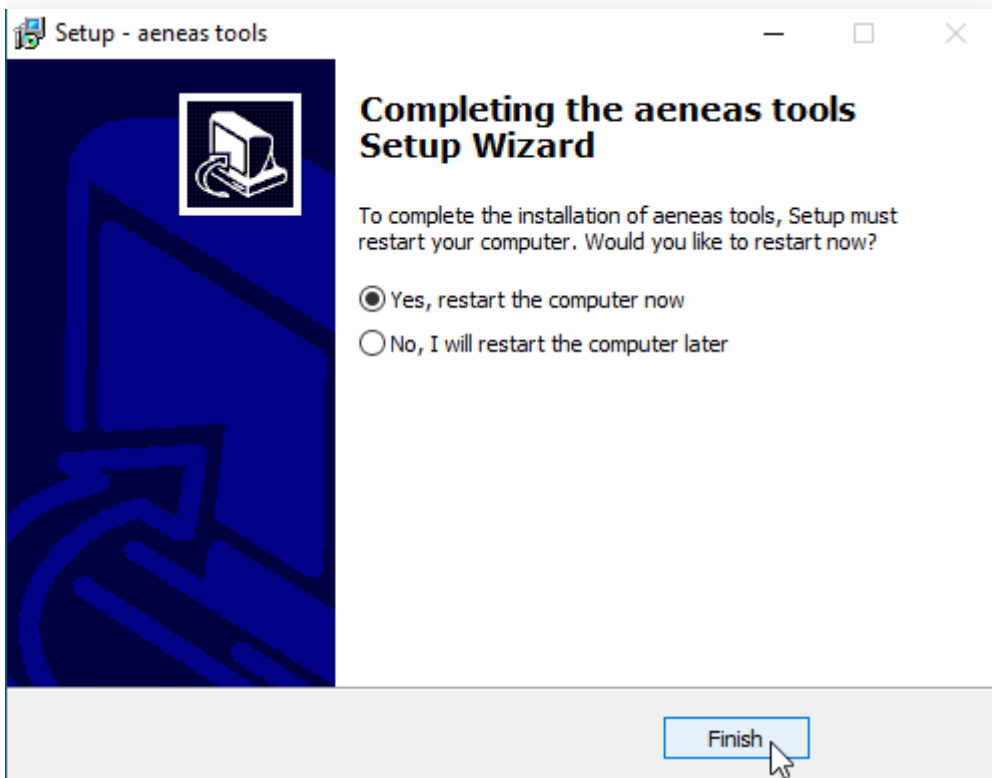 Setup - aeneas tools
Completing the aeneas tools
Setup Wizard
To complete the installation of aeneas tools, Setup must
restart your computer. Would you like to restart now?
Yes, restart the computer now
No, I will restart the computer later
Finish